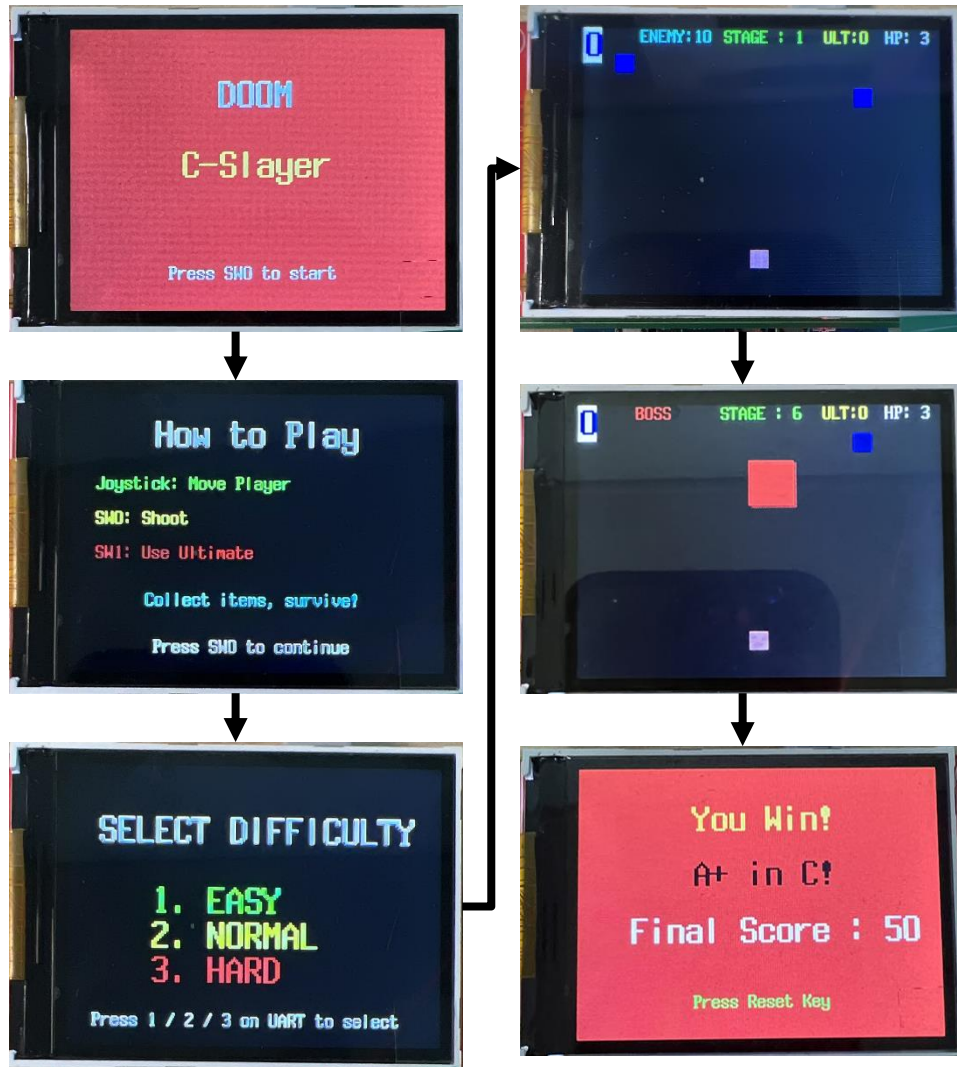 DOOM
C-Slayer
Press SW0 to start
How to Play
Joystick: Move Player
SW0: Shoot
SW1: Use Ultimate
Collect items, survive!
Press SW0 to continue
SELECT DIFFICULTY
1. EASY
2. NORMAL
3. HARD
Press 1 / 2 / 3 on UART to select
0 ENEMY:10 STAGE : 1 ULT:0 HP: 3
0 BOSS STAGE : 6 ULT:0 HP: 3
You Win!
A+ in C!
Final Score : 50
Press Reset Key